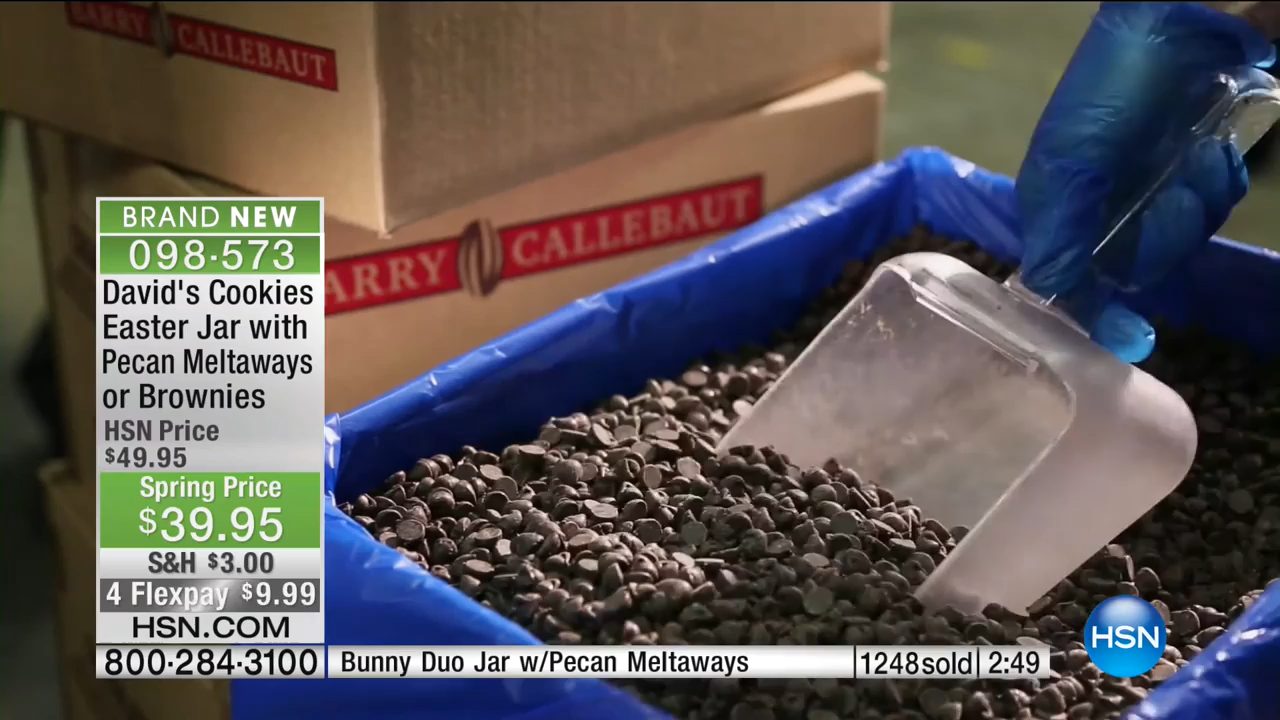 BARRY CALLEBAUT
BARRY CALLEBAUT
BRAND NEW
098·573
David's Cookies
Easter Jar with
Pecan Meltaways
or Brownies
HSN Price
$49.95
Spring Price
$39.95
S&H $3.00
4 Flexpay $9.99
HSN.COM
800·284·3100
Bunny Duo Jar w/Pecan Meltaways
1248sold
2:49
HSN